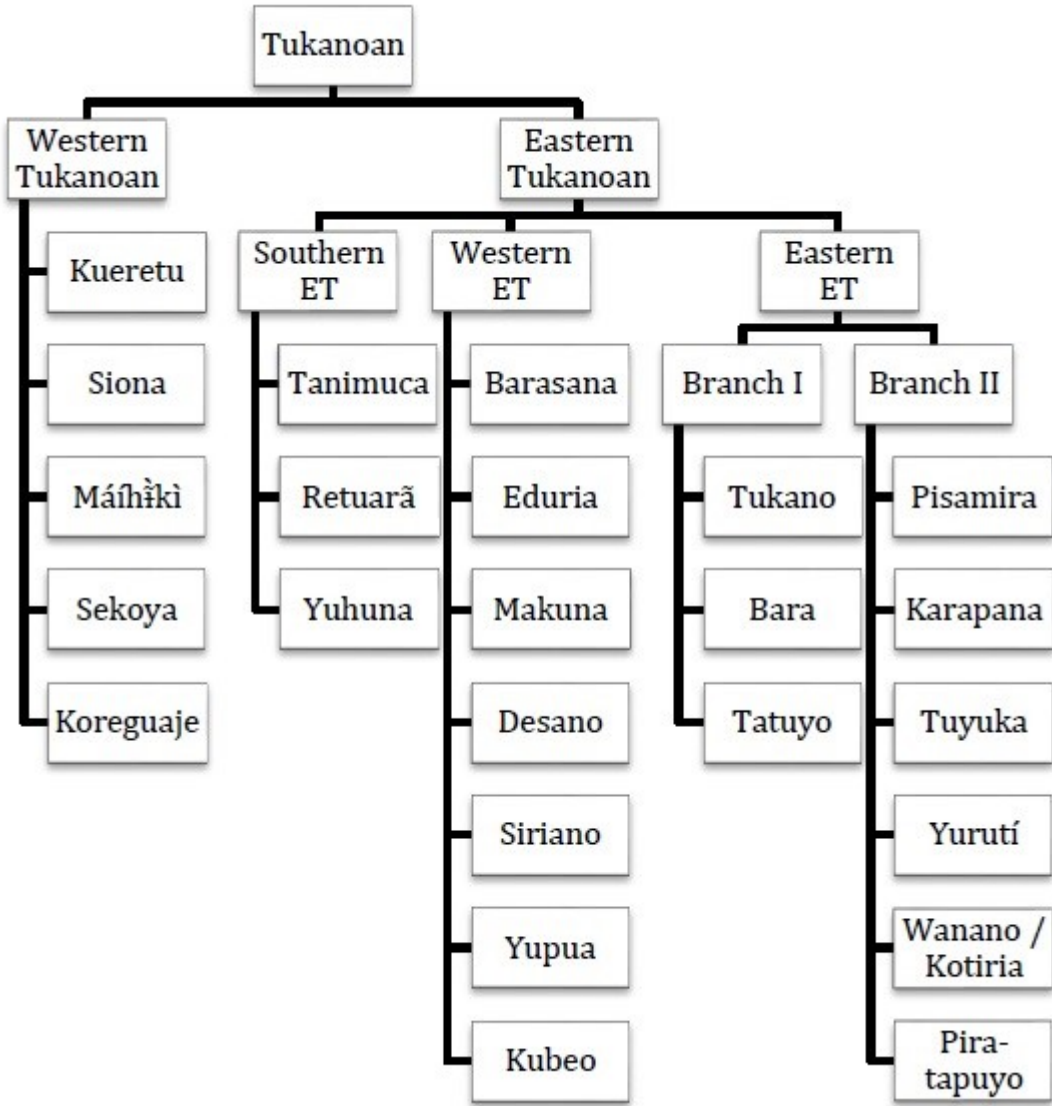 Tukanoan
Western
Tukanoan
Eastern
Tukanoan
Kueretu
Siona
Máíhɨ̃̀kì
Sekoya
Koreguaje
Southern
ET
Western
ET
Eastern
ET
Tanimuca
Retuarã
Yuhuna
Barasana
Eduria
Makuna
Desano
Siriano
Yupua
Kubeo
Branch I
Branch II
Tukano
Bara
Tatuyo
Pisamira
Karapana
Tuyuka
Yurutí
Wanano /
Kotiria
Pira-
tapuyo